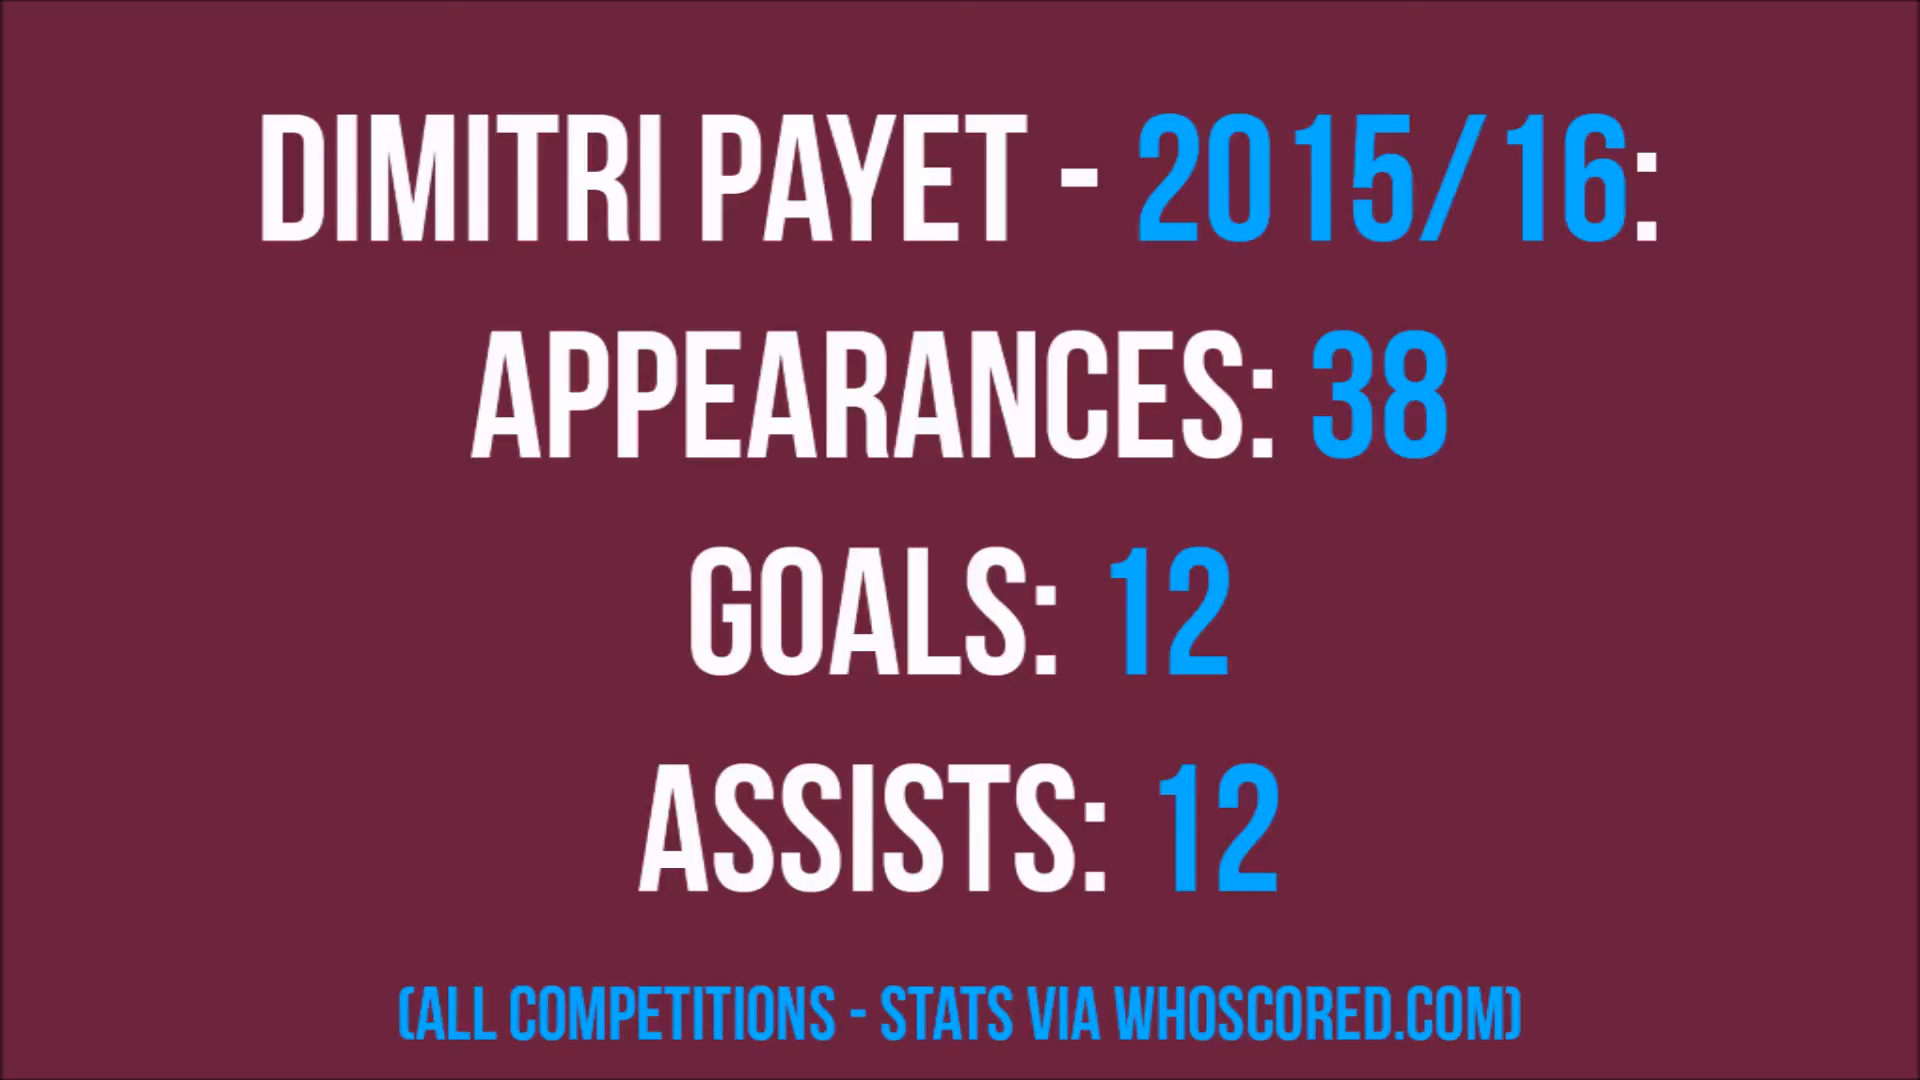 DIMITRI PAYET - 2015/16:
APPEARANCES: 38
GOALS: 12
ASSISTS: 12
(ALL COMPETITIONS - STATS VIA WHOSCORED.COM)